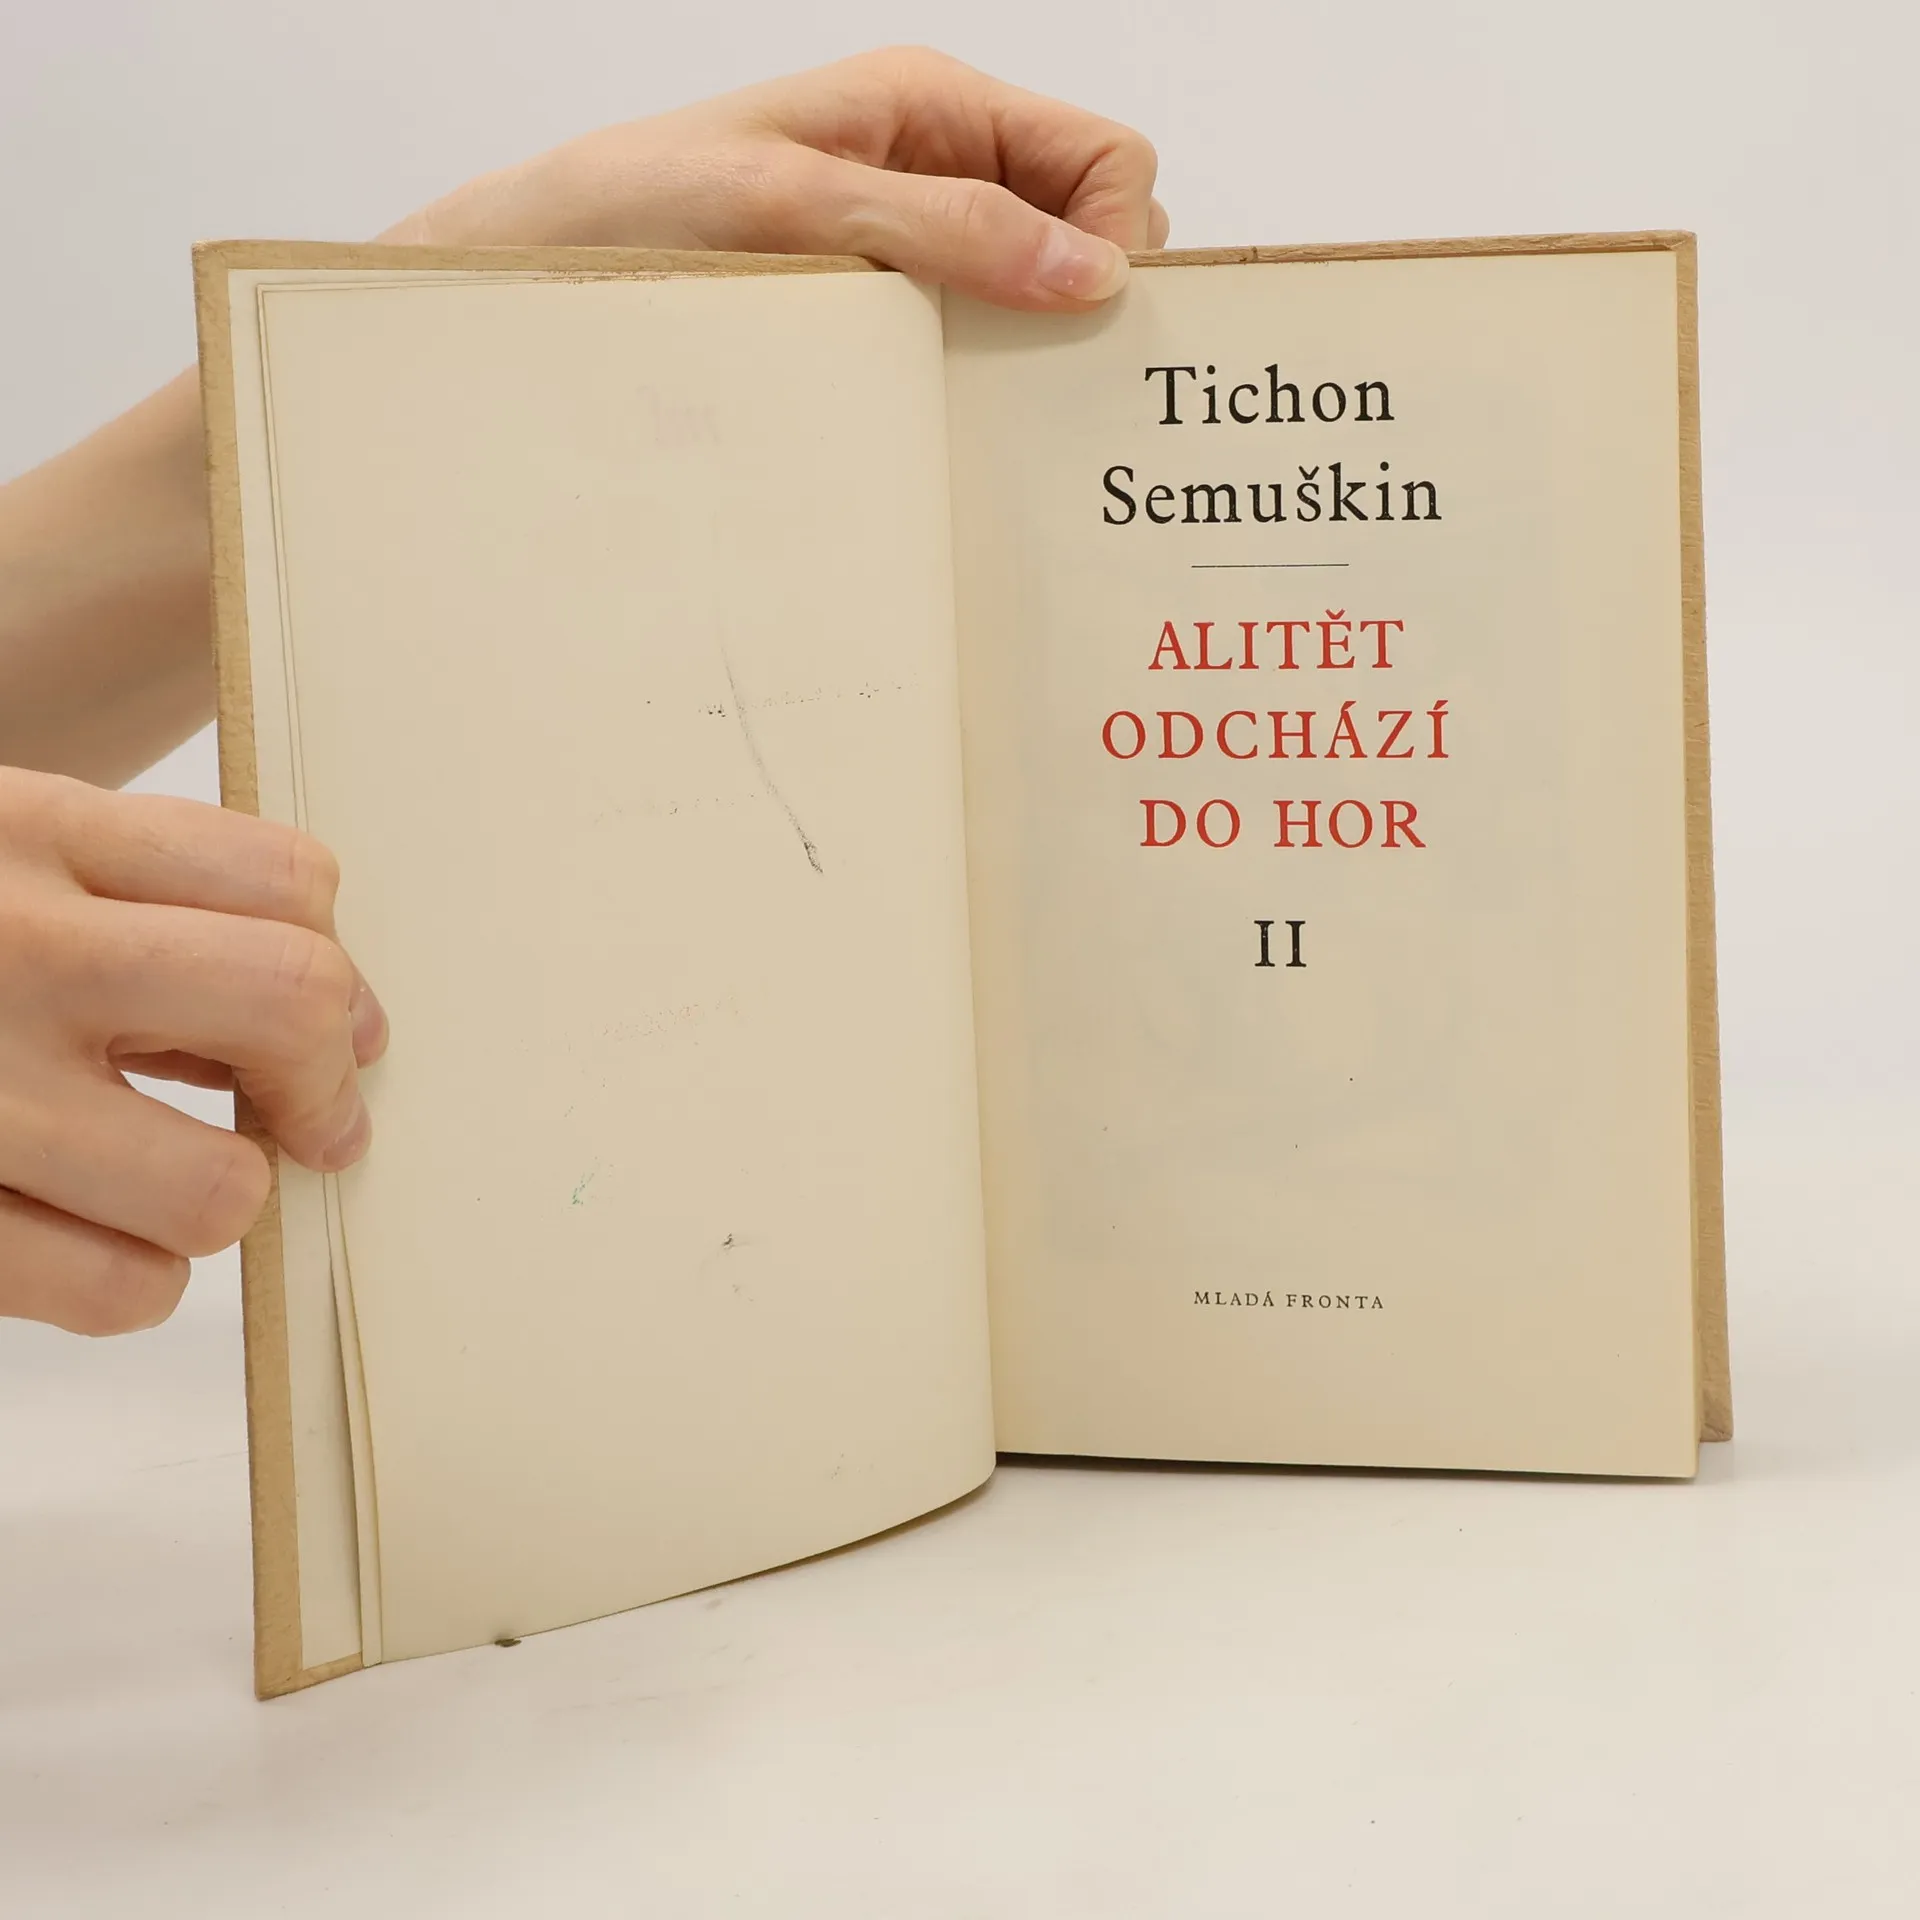 Tichon
Semuškin
ALITĚT
ODCHÁZÍ
DO HOR
II
MLADÁ FRONTA